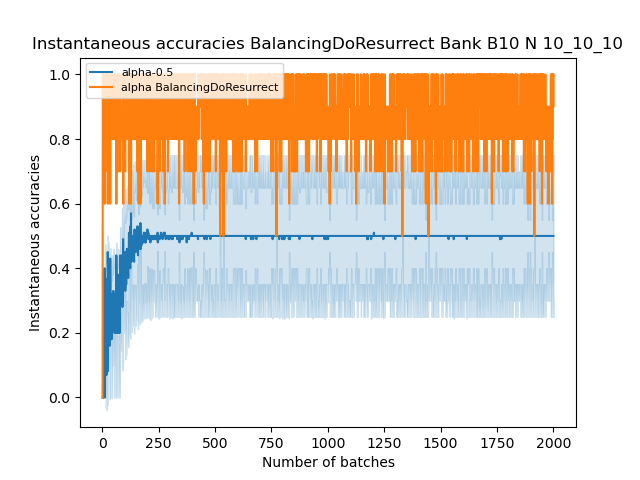 Instantaneous accuracies BalancingDoResurrect Bank B10 N 10_10_10
alpha-0.5
alpha BalancingDoResurrect
1.0
0.8
0.6
0.4
0.2
0.0
Instantaneous accuracies
0 250 500 750 1000 1250 1500 1750 2000
Number of batches